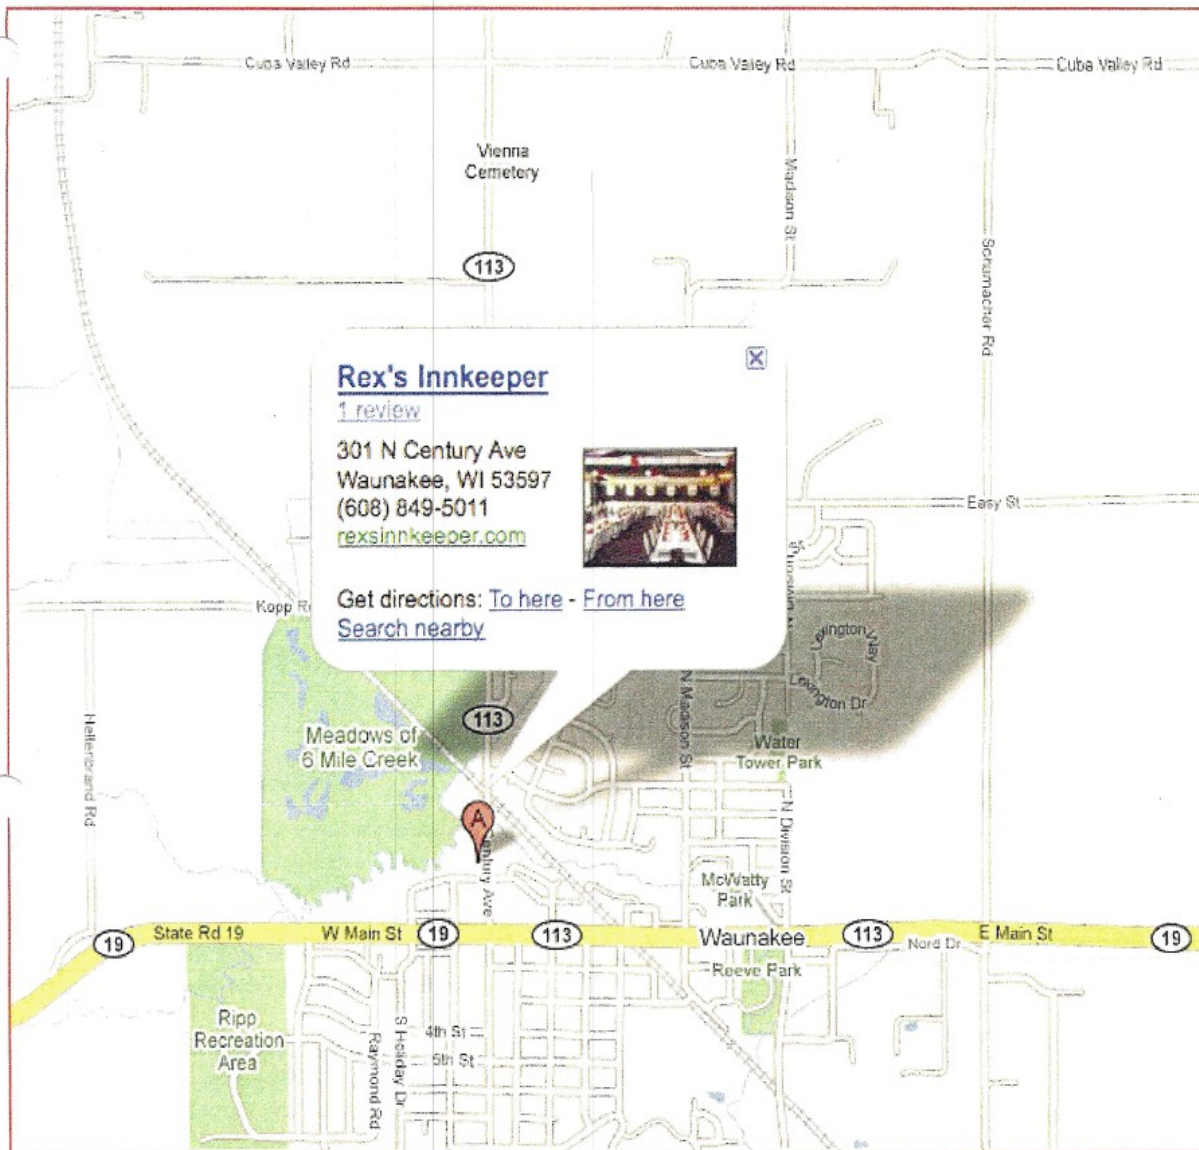 Cuba Valley Rd
Cuba Valley Rd
Cuba Valley Rd
Vienna
Cemetery
Madison St
113
Schumacher Rd
Rex's Innkeeper
1 review
301 N Century Ave
Waunakee, WI 53597
(608) 849-5011
rexsinnkeeper.com
Get directions: To here - From here
Search nearby
Easy St
Kopp R
Lexington Way
Lexington Dr
N Madison St
113
Meadows of
6 Mile Creek
Water
Tower Park
Hellenbrand Rd
A
Century Ave
N Division St
McWatty
Park
19
State Rd 19
W Main St
19
113
Waunakee
113
Nord Dr
E Main St
19
Reeve Park
Ripp
Recreation
Area
Raymond Rd
S Holiday Dr
4th St
5th St